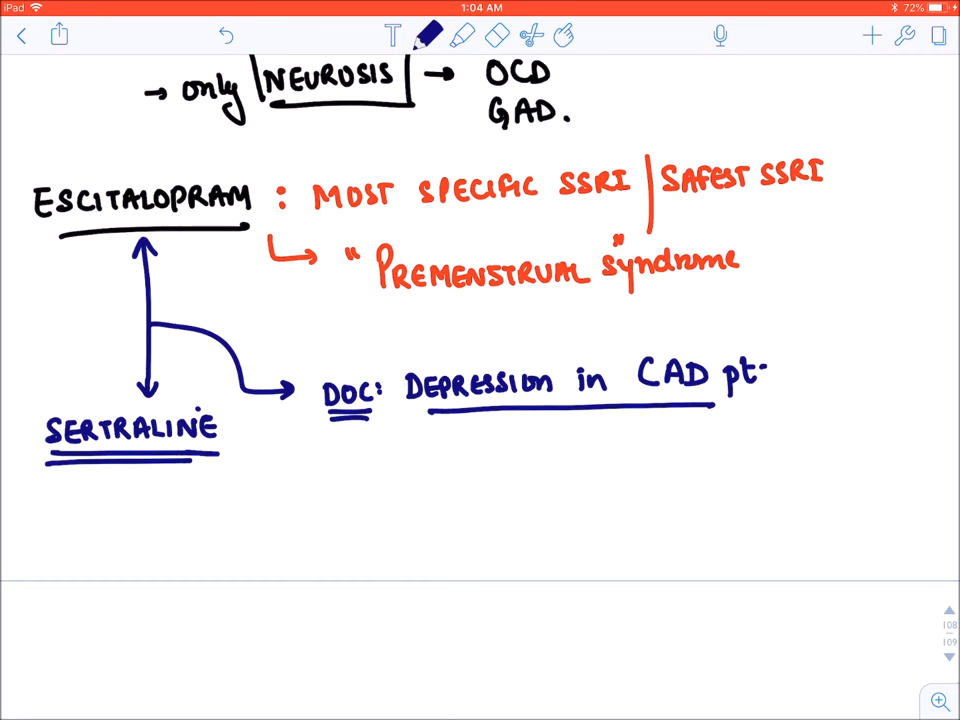 iPad 1:04 AM 72%
T
→ only NEUROSIS → OCD
GAD.
ESCITALOPRAM : MOST SPECIFIC SSRI | SAFEST SSRI
" PREMENSTRUAL syndrome "
DOC: DEPRESSION in CAD pt-
SERTRALINE
108
109